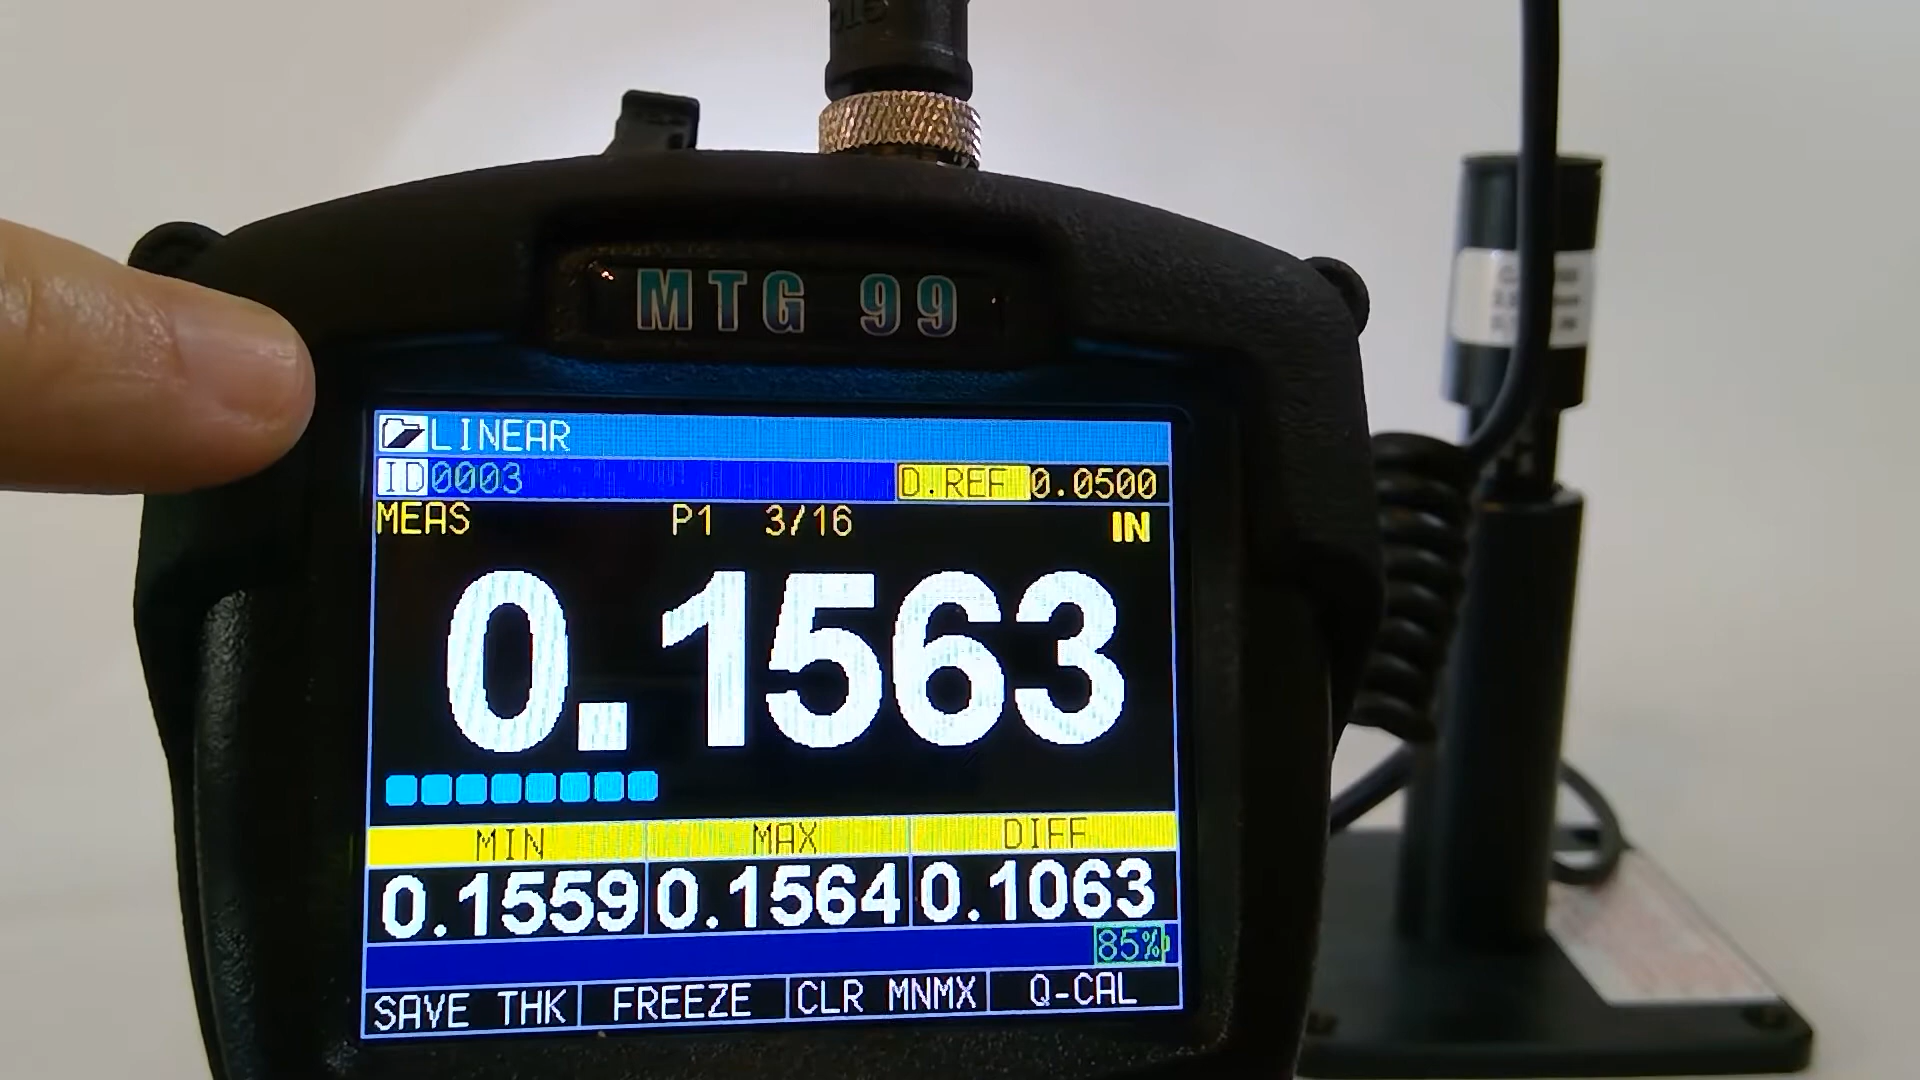 MTG 99
LINEAR
ID 0003 D.REF 0.0500
MEAS P1 3/16 IN
0.1563
MIN MAX DIFF
0.1559 0.1564 0.1063
85%
SAVE THK FREEZE CLR MNMX Q-CAL